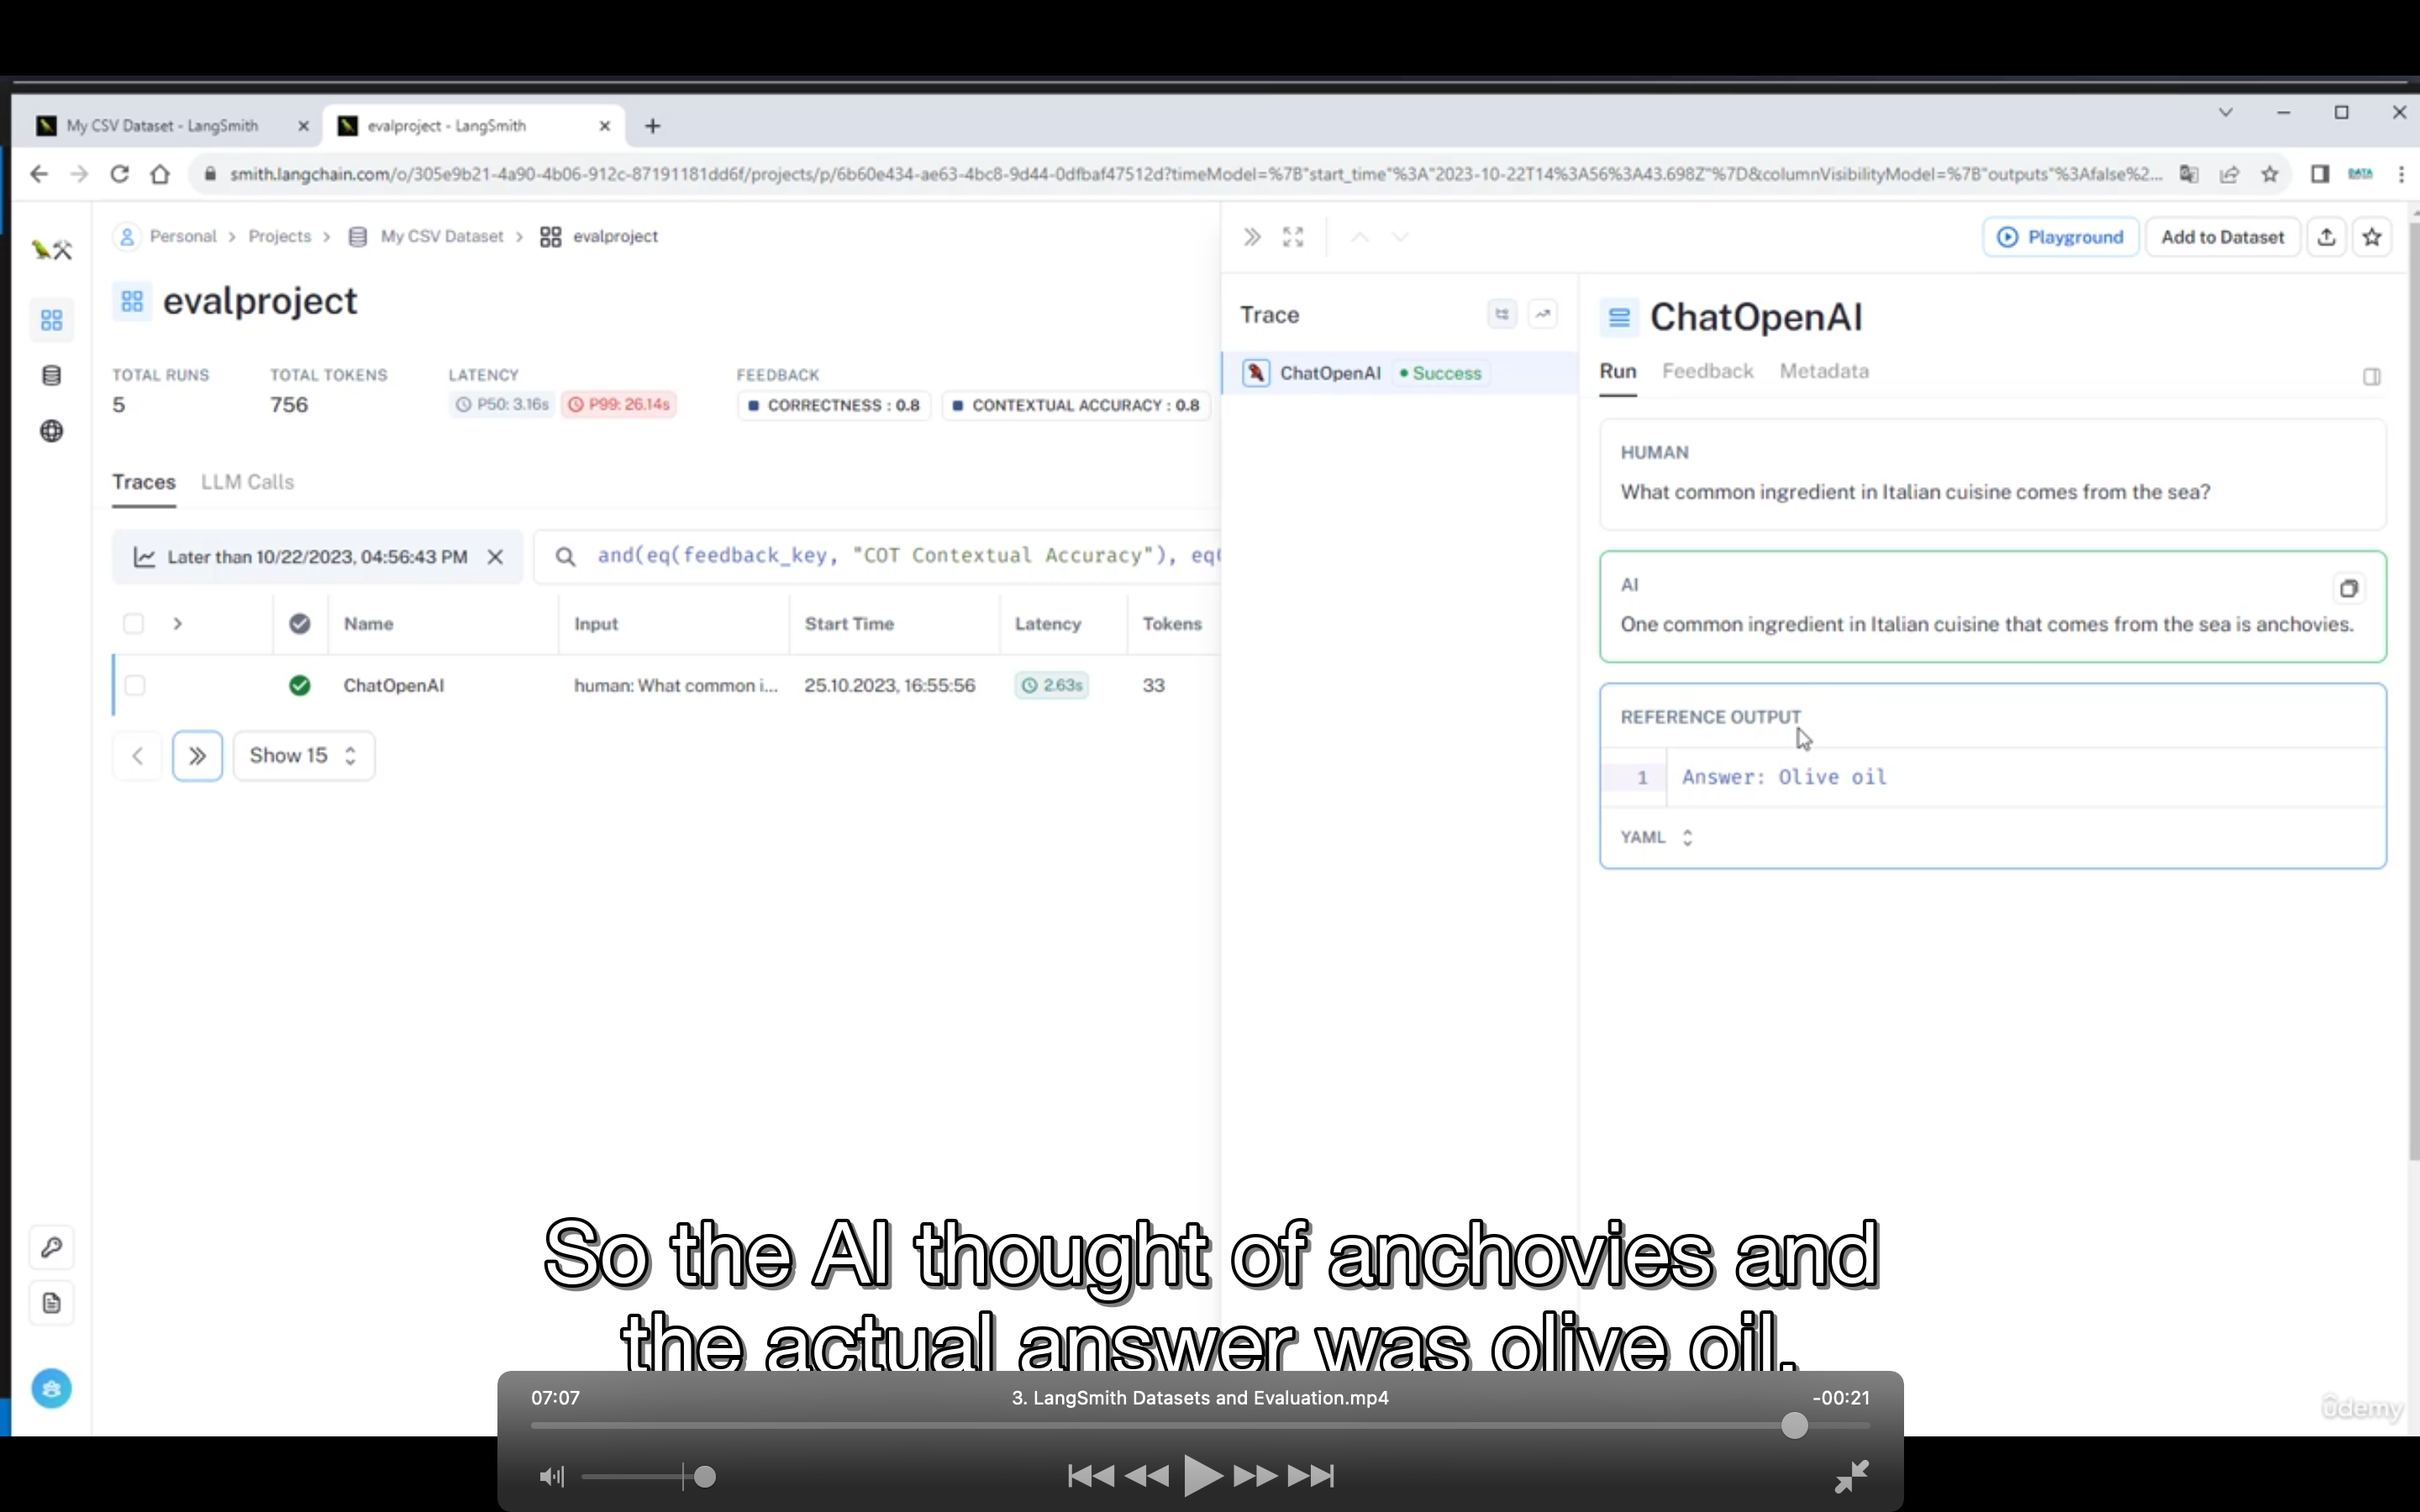 My CSV Dataset - LangSmith
evalproject - LangSmith
smith.langchain.com/o/305e9b21-4a90-4b06-912c-87191181dd6f/projects/p/6b60e434-ae63-4bc8-9d44-0dfbaf47512d?timeModel=%7B"start_time"%3A"2023-10-22T14%3A56%3A43.698Z"%7D&columnVisibilityModel=%7B"outputs"%3Afalse%2...
DATA
Personal > Projects > My CSV Dataset > evalproject
evalproject
TOTAL RUNS
5
TOTAL TOKENS
756
LATENCY
P50: 3.16s P99: 26.14s
FEEDBACK
CORRECTNESS : 0.8 CONTEXTUAL ACCURACY : 0.8
Traces LLM Calls
Later than 10/22/2023, 04:56:43 PM
and(eq(feedback_key, "COT Contextual Accuracy"), eq(
Name Input Start Time Latency Tokens
ChatOpenAI human: What common i... 25.10.2023, 16:55:56 2.63s 33
Show 15
Playground Add to Dataset
Trace
ChatOpenAI Success
ChatOpenAI
Run Feedback Metadata
HUMAN
What common ingredient in Italian cuisine comes from the sea?
AI
One common ingredient in Italian cuisine that comes from the sea is anchovies.
REFERENCE OUTPUT
1 Answer: Olive oil
YAML
So the AI thought of anchovies and
the actual answer was olive oil.
07:07 3. LangSmith Datasets and Evaluation.mp4 -00:21
ûdemy